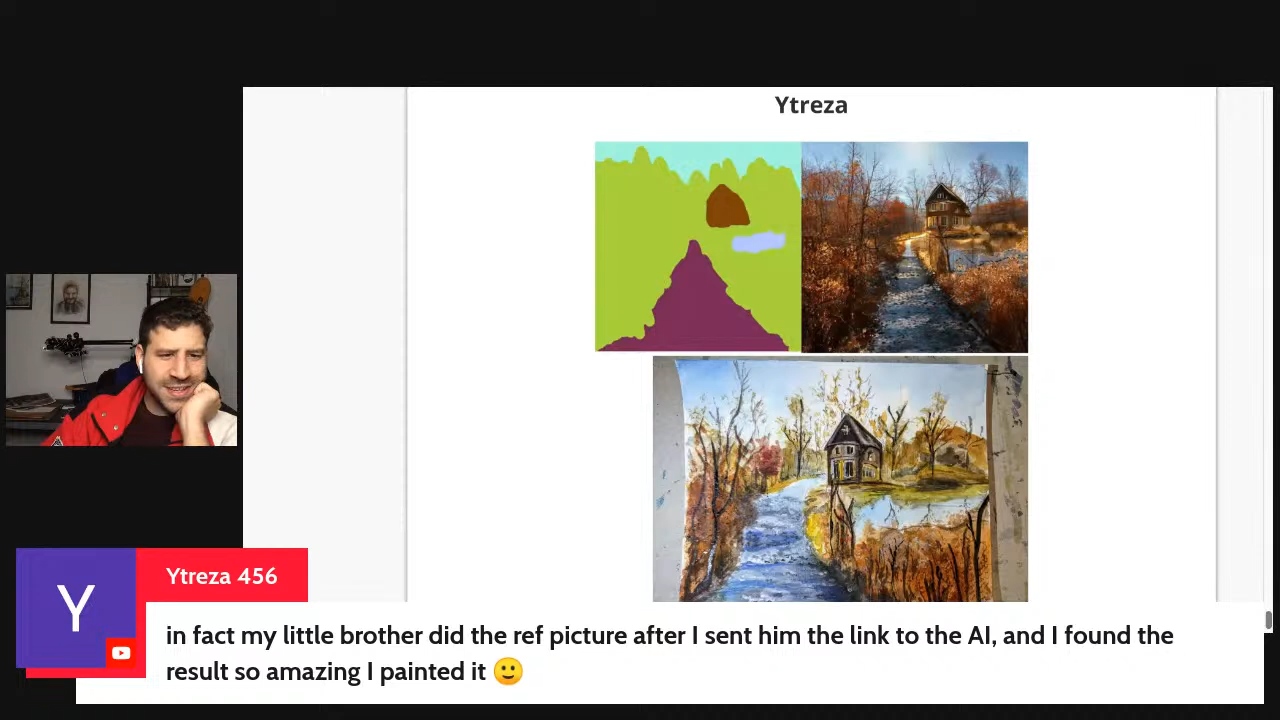 Ytreza
Y
Ytreza 456
in fact my little brother did the ref picture after I sent him the link to the AI, and I found the
result so amazing I painted it 🙂